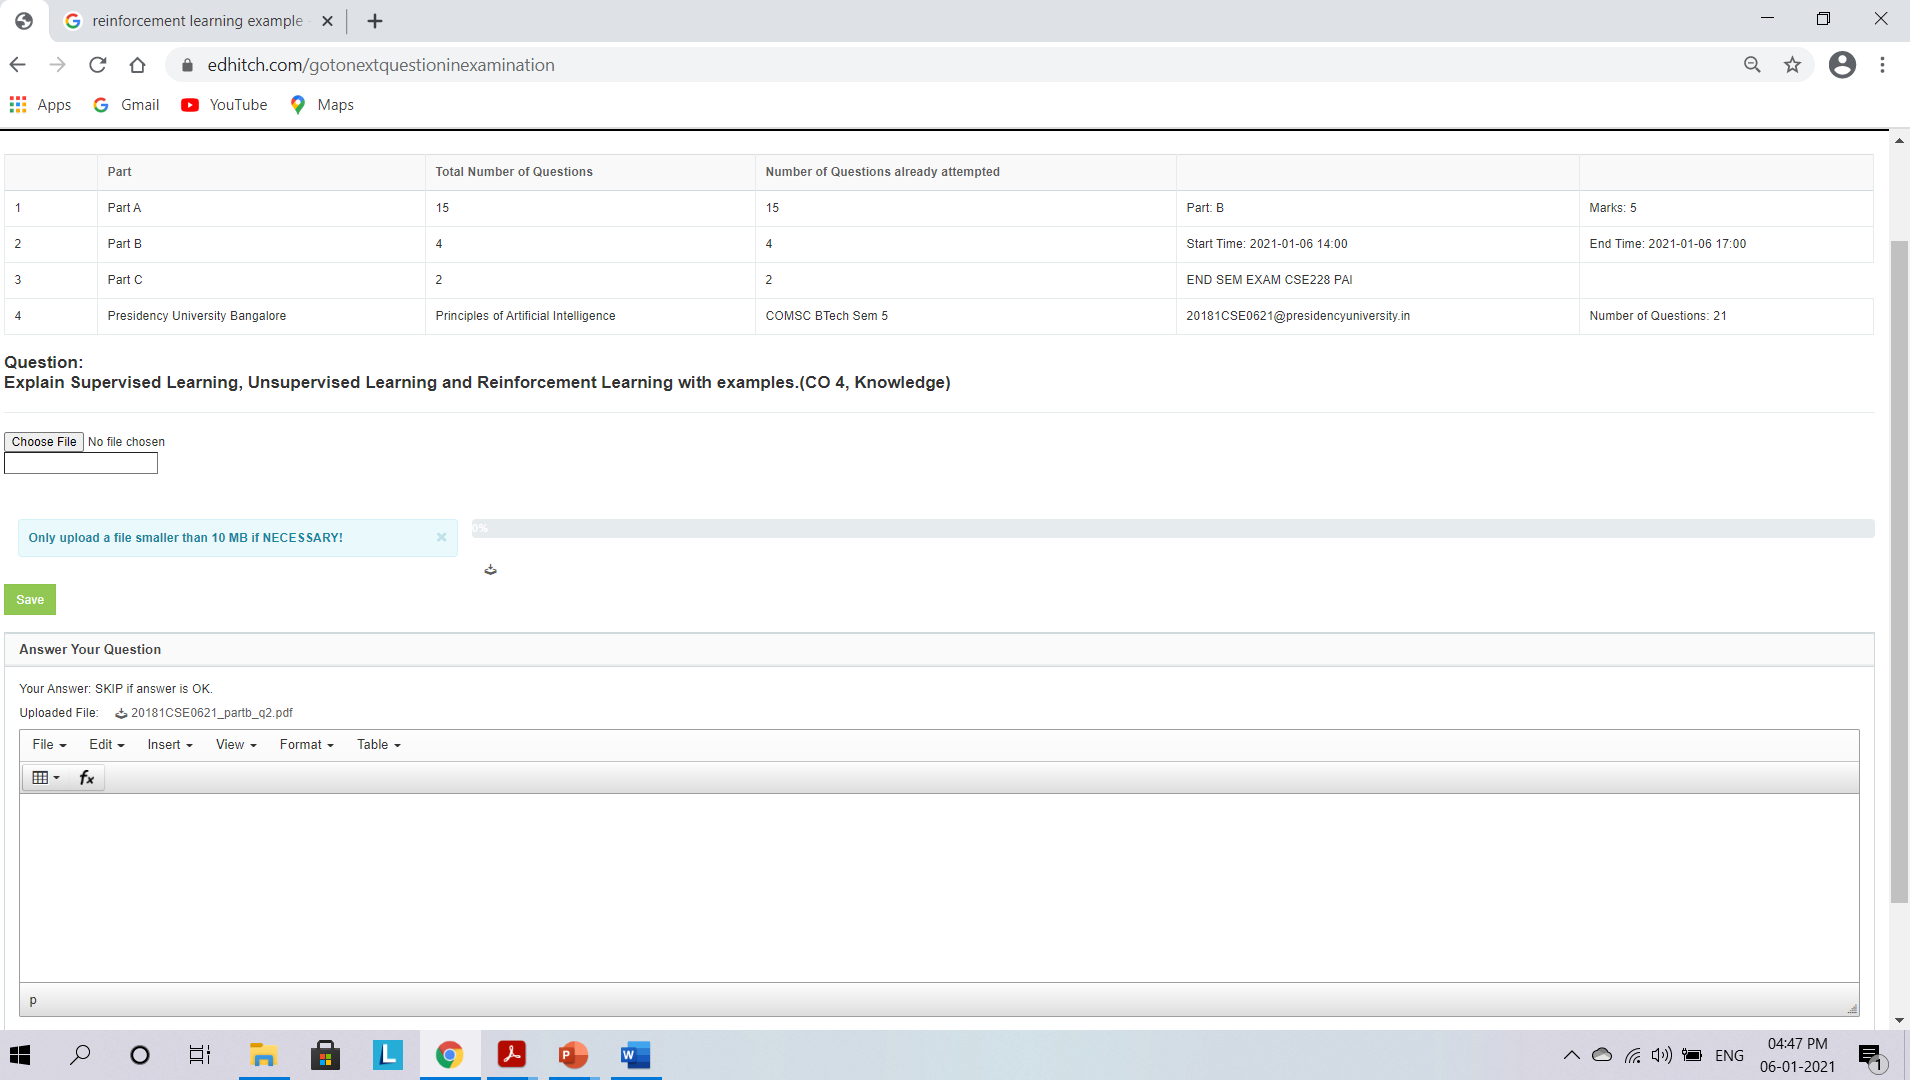 reinforcement learning example
edhitch.com/gotonextquestioninexamination
Apps Gmail YouTube Maps
Part Total Number of Questions Number of Questions already attempted
1 Part A 15 15 Part: B Marks: 5
2 Part B 4 4 Start Time: 2021-01-06 14:00 End Time: 2021-01-06 17:00
3 Part C 2 2 END SEM EXAM CSE228 PAI
4 Presidency University Bangalore Principles of Artificial Intelligence COMSC BTech Sem 5 20181CSE0621@presidencyuniversity.in Number of Questions: 21
Question:
Explain Supervised Learning, Unsupervised Learning and Reinforcement Learning with examples.(CO 4, Knowledge)
Choose File No file chosen
0%
Only upload a file smaller than 10 MB if NECESSARY! ×
Save
Answer Your Question
Your Answer: SKIP if answer is OK.
Uploaded File: 20181CSE0621_partb_q2.pdf
File Edit Insert View Format Table
fx
p
04:47 PM
ENG
06-01-2021
1